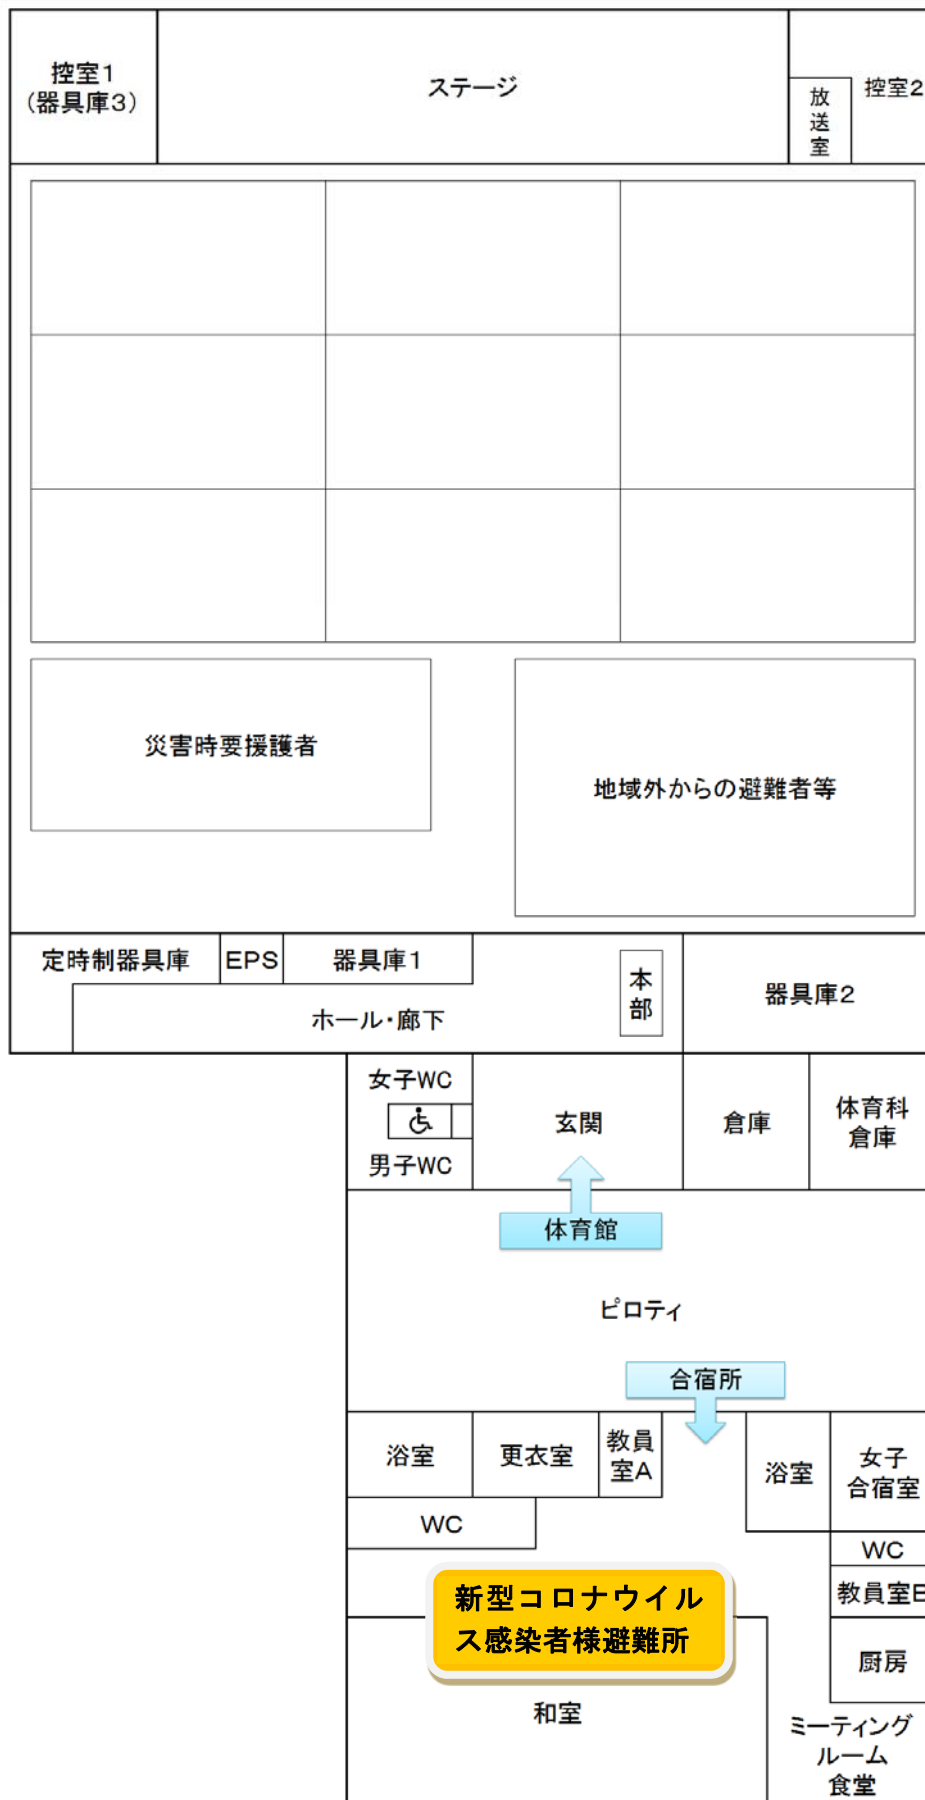 控室1
（器具庫3）
ステージ
控室2
放
送
室
災害時要援護者
地域外からの避難者等
定時制器具庫
EPS
器具庫1
本
部
器具庫2
ホール・廊下
女子WC
男子WC
玄関
倉庫
体育科
倉庫
体育館
ピロティ
合宿所
浴室
更衣室
教員
室A
浴室
女子
合宿室
WC
WC
教員室B
新型コロナウイル
ス感染者様避難所
厨房
和室
ミーティング
ルーム
食堂